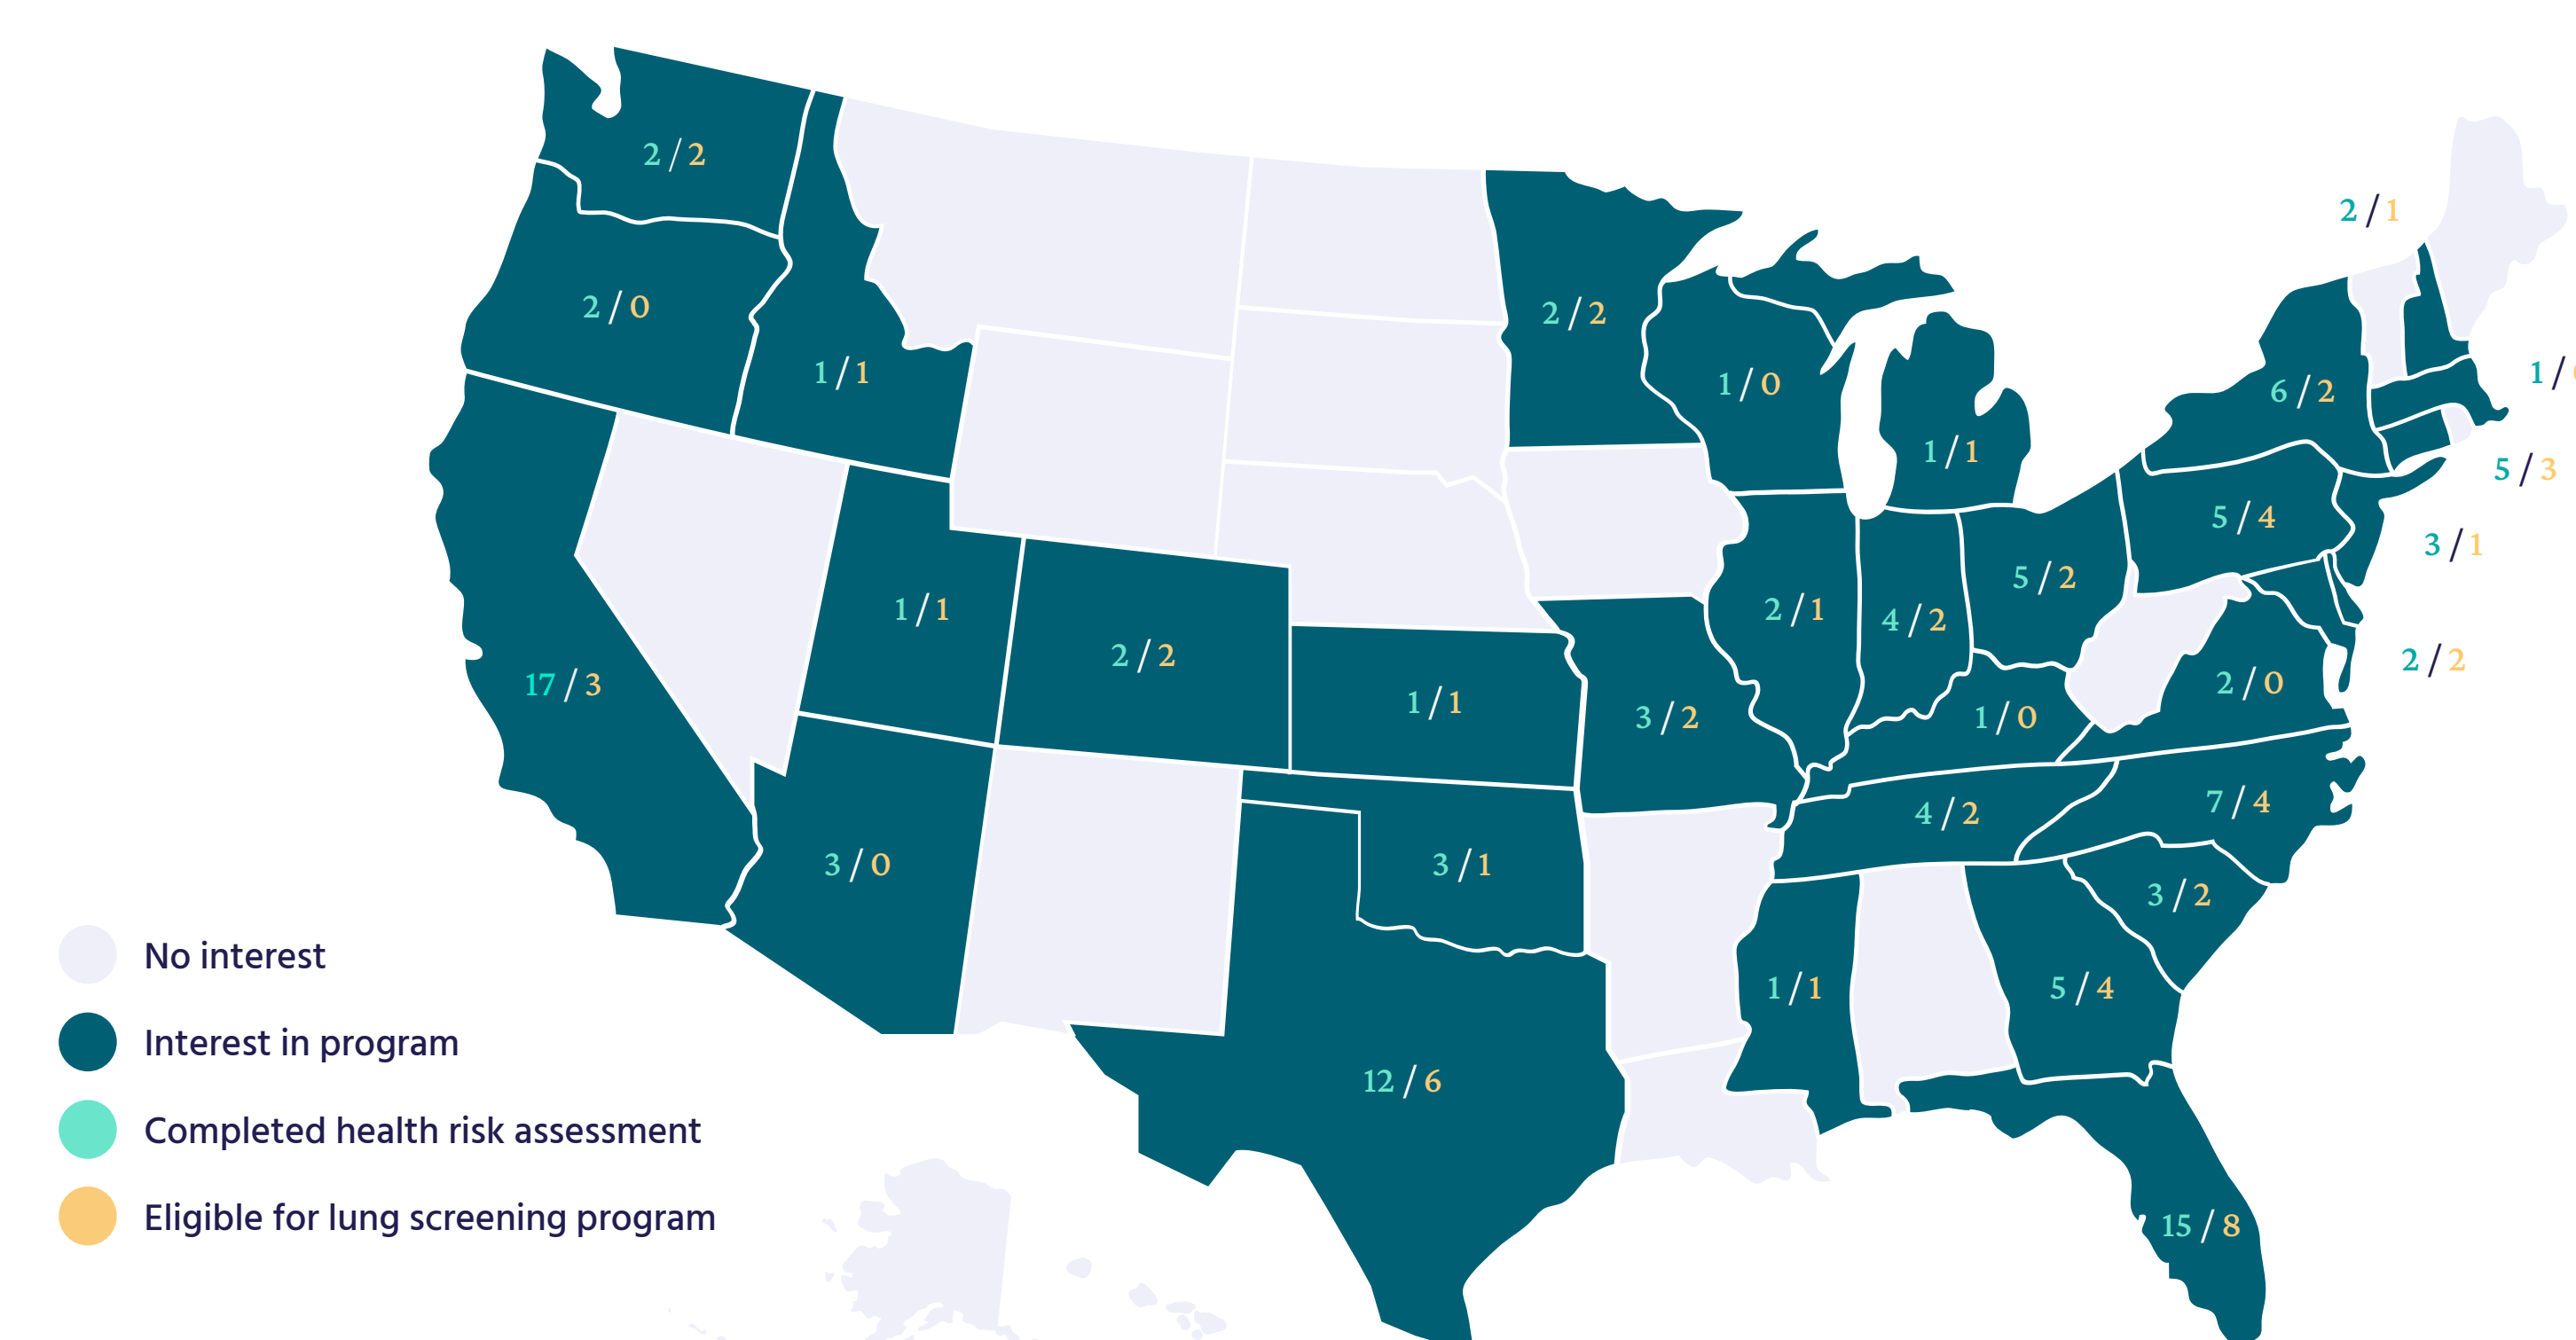 2 / 2
2 / 1
2 / 0
2 / 2
1 / 1
1 / 0
6 / 2
1 /
1 / 1
5 / 3
5 / 4
3 / 1
5 / 2
1 / 1
2 / 1
4 / 2
2 / 2
2 / 2
17 / 3
2 / 0
1 / 1
3 / 2
1 / 0
7 / 4
4 / 2
3 / 0
3 / 1
3 / 2
No interest
1 / 1
5 / 4
Interest in program
12 / 6
Completed health risk assessment
Eligible for lung screening program
15 / 8